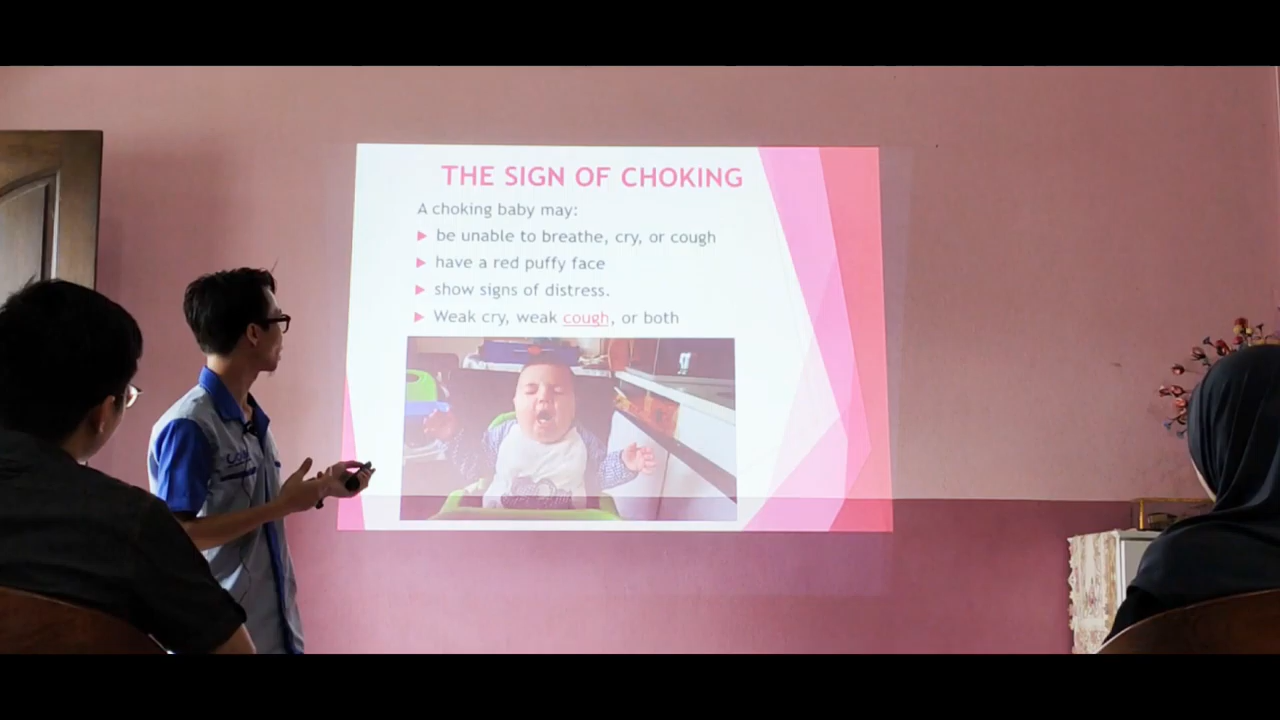 THE SIGN OF CHOKING
A choking baby may:
be unable to breathe, cry, or cough
have a red puffy face
show signs of distress.
Weak cry, weak cough, or both